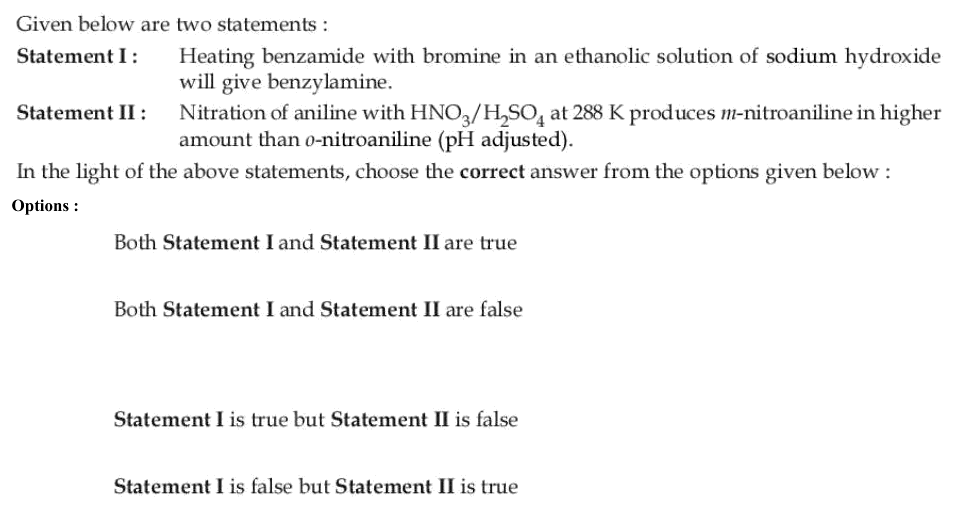 Given below are two statements :
Statement I : Heating benzamide with bromine in an ethanolic solution of sodium hydroxide
will give benzylamine.
Statement II : Nitration of aniline with HNO₃/H₂SO₄ at 288 K produces m-nitroaniline in higher
amount than o-nitroaniline (pH adjusted).
In the light of the above statements, choose the correct answer from the options given below :
Options :
Both Statement I and Statement II are true
Both Statement I and Statement II are false
Statement I is true but Statement II is false
Statement I is false but Statement II is true